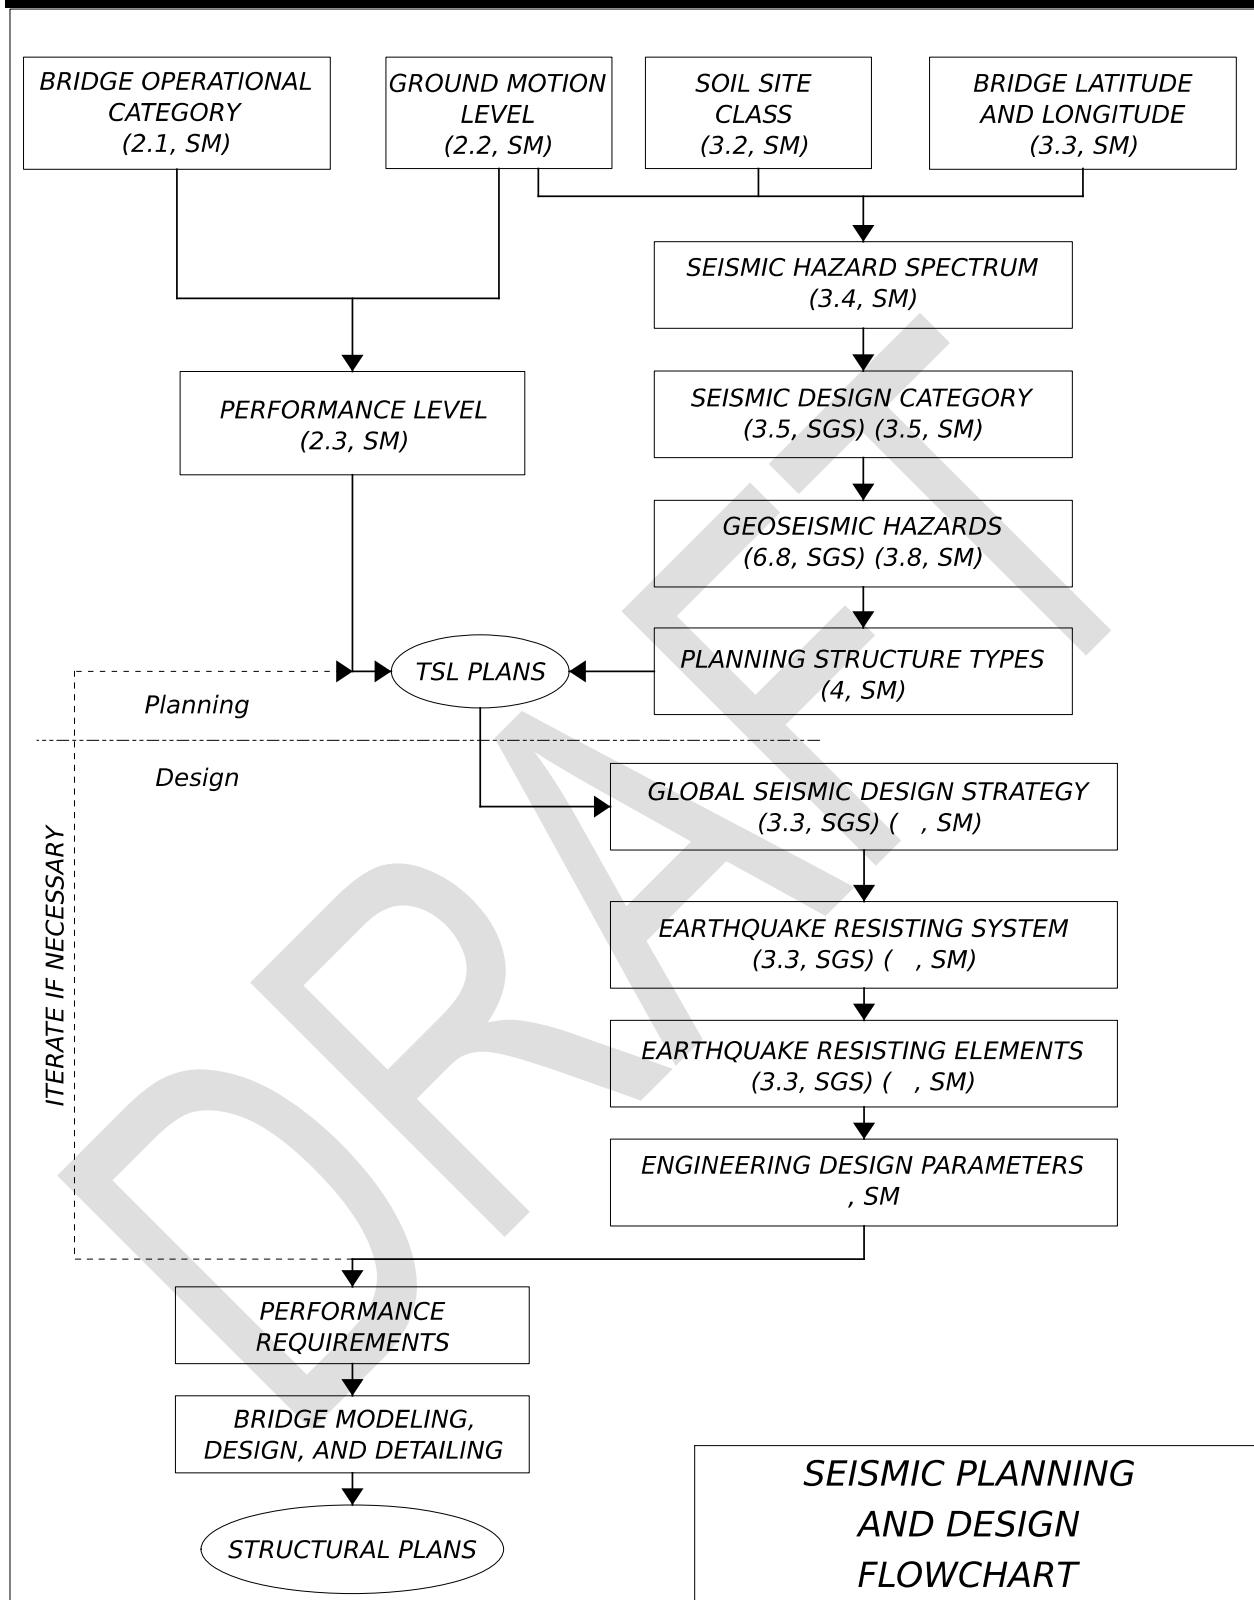 BRIDGE OPERATIONAL
CATEGORY
(2.1, SM)
GROUND MOTION
LEVEL
(2.2, SM)
SOIL SITE
CLASS
(3.2, SM)
BRIDGE LATITUDE
AND LONGITUDE
(3.3, SM)
SEISMIC HAZARD SPECTRUM
(3.4, SM)
PERFORMANCE LEVEL
(2.3, SM)
SEISMIC DESIGN CATEGORY
(3.5, SGS) (3.5, SM)
GEOSEISMIC HAZARDS
(6.8, SGS) (3.8, SM)
TSL PLANS
PLANNING STRUCTURE TYPES
(4, SM)
Planning
Design
GLOBAL SEISMIC DESIGN STRATEGY
(3.3, SGS) (   , SM)
ITERATE IF NECESSARY
EARTHQUAKE RESISTING SYSTEM
(3.3, SGS) (   , SM)
EARTHQUAKE RESISTING ELEMENTS
(3.3, SGS) (   , SM)
ENGINEERING DESIGN PARAMETERS
, SM
PERFORMANCE
REQUIREMENTS
BRIDGE MODELING,
DESIGN, AND DETAILING
STRUCTURAL PLANS
SEISMIC PLANNING
AND DESIGN
FLOWCHART
DRAFT